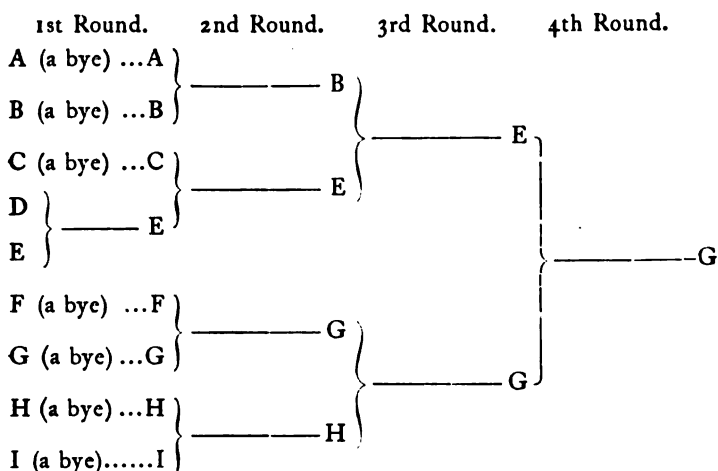 1st Round. 2nd Round. 3rd Round. 4th Round.
A (a bye) ...A
B
B (a bye) ...B
E
C (a bye) ...C
E
D
E
E
G
F (a bye) ...F
G
G (a bye) ...G
G
H (a bye) ...H
H
I (a bye)......I